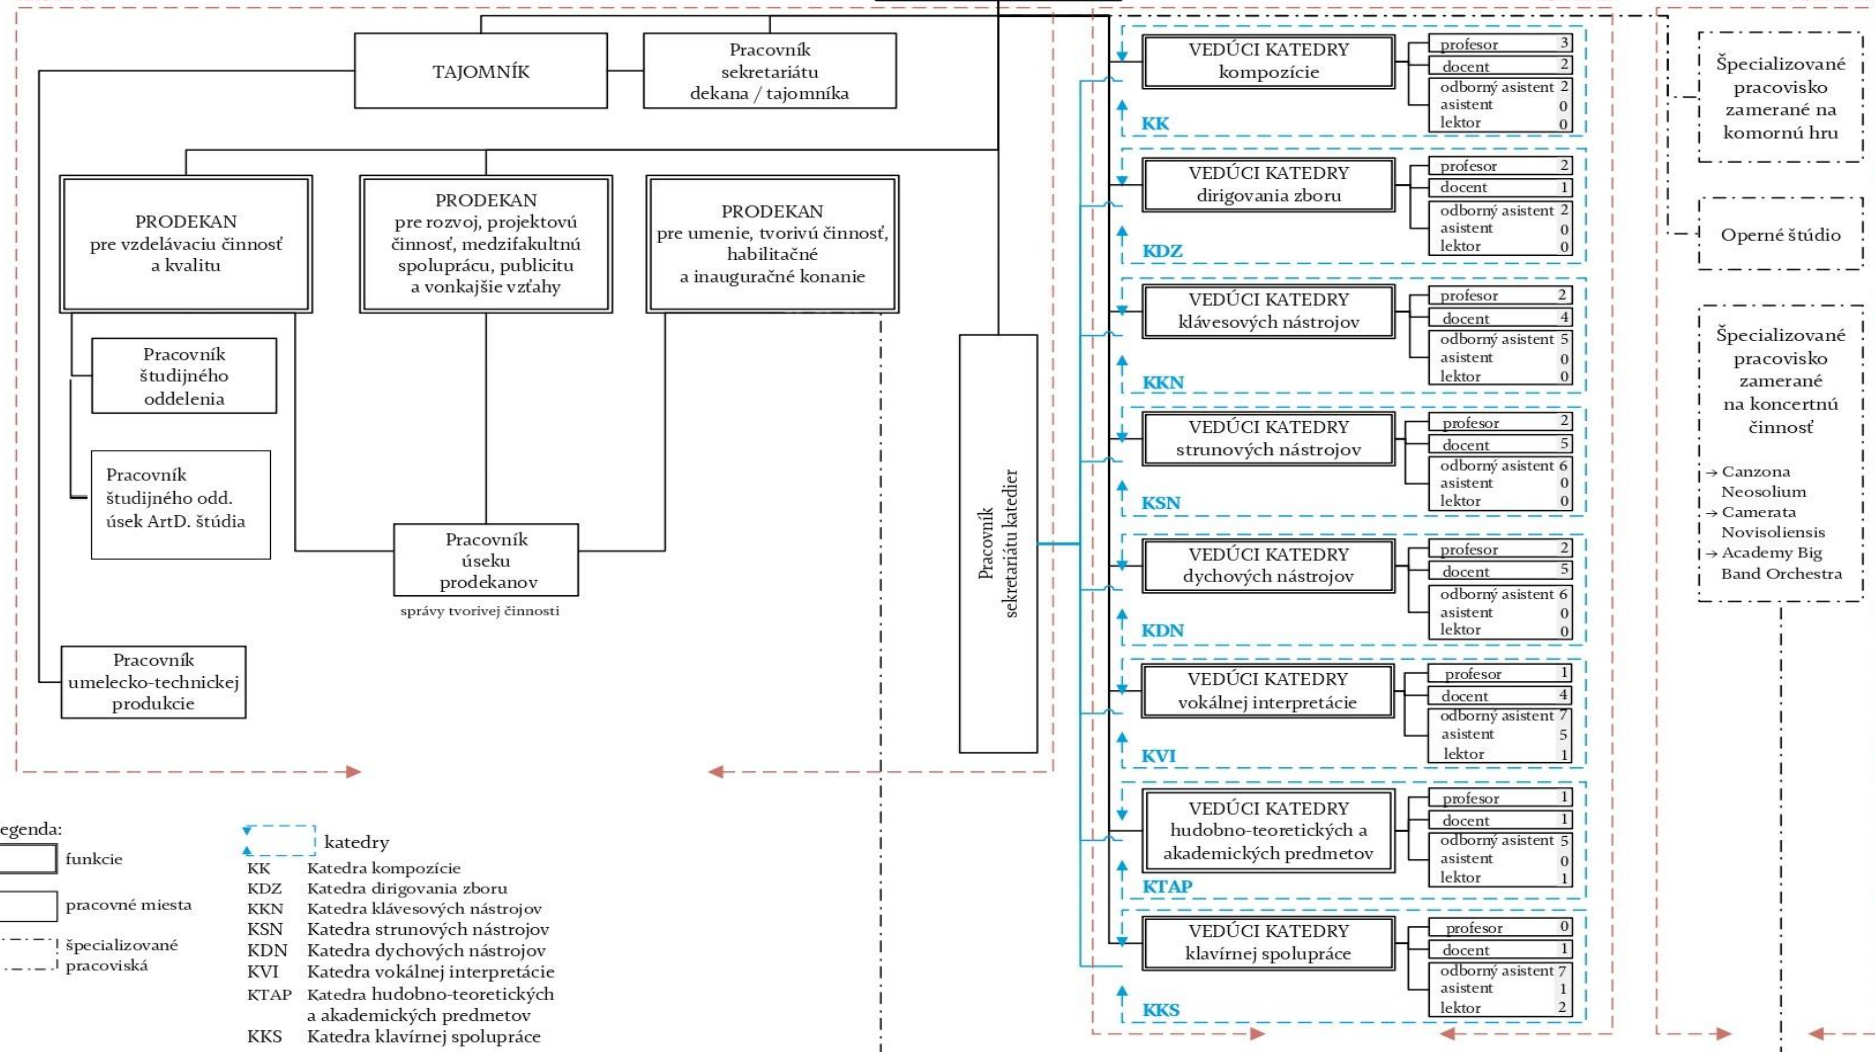 TAJOMNÍK
Pracovník
sekretariátu
dekana / tajomníka
PRODEKAN
pre vzdelávaciu činnosť
a kvalitu
PRODEKAN
pre rozvoj, projektovú
činnosť, medzifakultnú
spoluprácu, publicitu
a vonkajšie vzťahy
PRODEKAN
pre umenie, tvorivú činnosť,
habilitačné
a inauguračné konanie
Pracovník
študijného
oddelenia
Pracovník
študijného odd.
úsek ArtD. štúdia
Pracovník
úseku
prodekanov
správy tvorivej činnosti
Pracovník
umelecko-technickej
produkcie
Pracovník
sekretariátu katedier
VEDÚCI KATEDRY
kompozície
profesor 3
docent 2
odborný asistent 2
asistent 0
lektor 0
KK
VEDÚCI KATEDRY
dirigovania zboru
profesor 2
docent 1
odborný asistent 2
asistent 0
lektor 0
KDZ
VEDÚCI KATEDRY
klávesových nástrojov
profesor 2
docent 4
odborný asistent 5
asistent 0
lektor 0
KKN
VEDÚCI KATEDRY
strunových nástrojov
profesor 2
docent 5
odborný asistent 6
asistent 0
lektor 0
KSN
VEDÚCI KATEDRY
dychových nástrojov
profesor 2
docent 5
odborný asistent 6
asistent 0
lektor 0
KDN
VEDÚCI KATEDRY
vokálnej interpretácie
profesor 1
docent 4
odborný asistent 7
asistent 5
lektor 1
KVI
VEDÚCI KATEDRY
hudobno-teoretických a
akademických predmetov
profesor 1
docent 1
odborný asistent 5
asistent 0
lektor 1
KTAP
VEDÚCI KATEDRY
klavírnej spolupráce
profesor 0
docent 1
odborný asistent 7
asistent 1
lektor 2
KKS
Špecializované
pracovisko
zamerané na
komornú hru
Operné štúdio
Špecializované
pracovisko
zamerané
na koncertnú
činnosť
→ Canzona
Neosolium
→ Camerata
Novisoliensis
→ Academy Big
Band Orchestra
egenda:
funkcie
pracovné miesta
špecializované
pracoviská
katedry
KK Katedra kompozície
KDZ Katedra dirigovania zboru
KKN Katedra klávesových nástrojov
KSN Katedra strunových nástrojov
KDN Katedra dychových nástrojov
KVI Katedra vokálnej interpretácie
KTAP Katedra hudobno-teoretických
a akademických predmetov
KKS Katedra klavírnej spolupráce